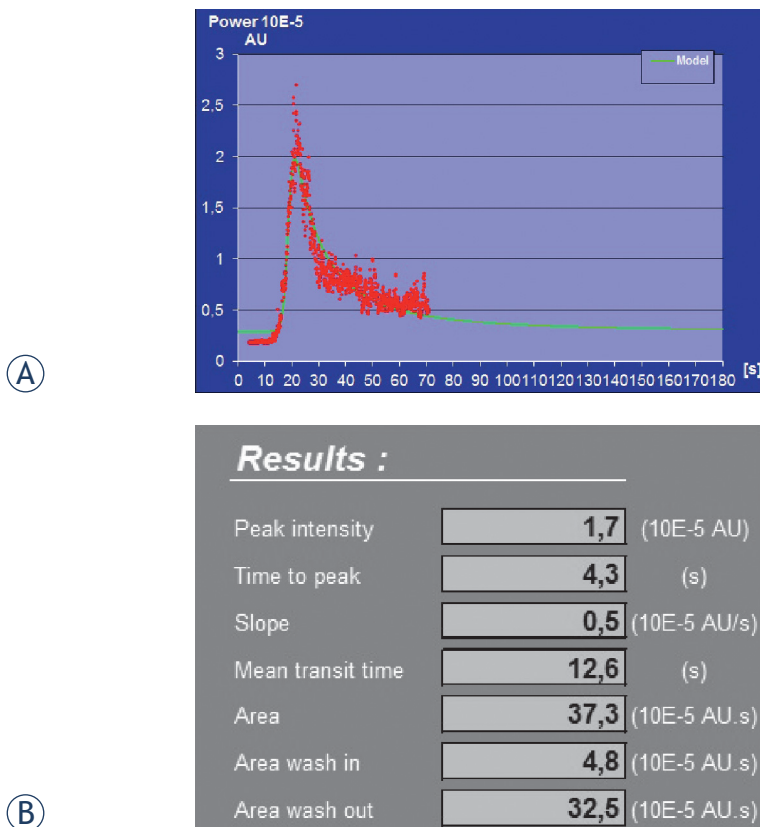 Power 10E-5
AU
Model
3
2,5
2
1,5
1
0,5
0
0 10 20 30 40 50 60 70 80 90 100110120130140150160170180 [s]
A
Results :
Peak intensity 1,7 (10E-5 AU)
Time to peak 4,3 (s)
Slope 0,5 (10E-5 AU/s)
Mean transit time 12,6 (s)
Area 37,3 (10E-5 AU.s)
Area wash in 4,8 (10E-5 AU.s)
Area wash out 32,5 (10E-5 AU.s)
B